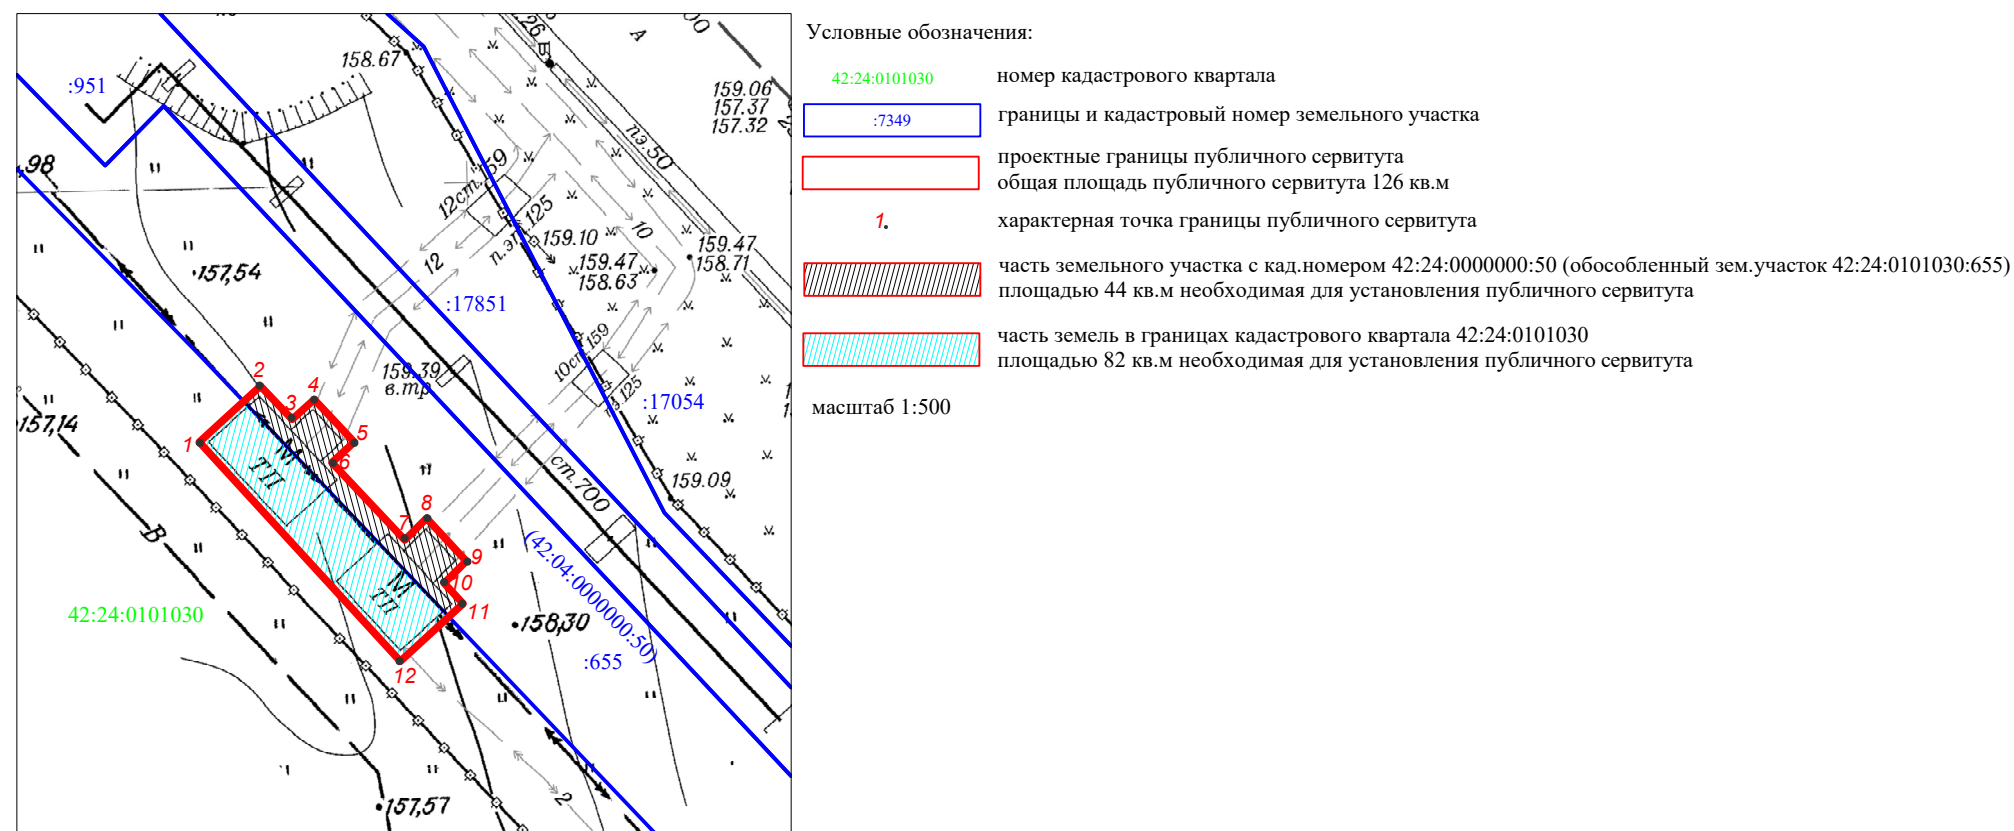 Условные обозначения:
42:24:0101030 номер кадастрового квартала
:7349 границы и кадастровый номер земельного участка
проектные границы публичного сервитута
общая площадь публичного сервитута 126 кв.м
1. характерная точка границы публичного сервитута
часть земельного участка с кад.номером 42:24:0000000:50 (обособленный зем.участок 42:24:0101030:655)
площадью 44 кв.м необходимая для установления публичного сервитута
часть земель в границах кадастрового квартала 42:24:0101030
площадью 82 кв.м необходимая для установления публичного сервитута
масштаб 1:500
:951
158.67
26
А
00
159.06
157.37
157.32
пэ.50
98
12ст.159
п.эт.125
159.10
159.47
158.63
10
159.47
158.71
12
157,54
:17851
10ст.159
125
159.39
в.тр
:17054
157,14
1
2
3
4
5
6
7
8
9
10
11
12
М
ТП
М
ТП
ст.700
159.09
В
(42:04:0000000:50)
42:24:0101030
158,30
:655
157,57
2